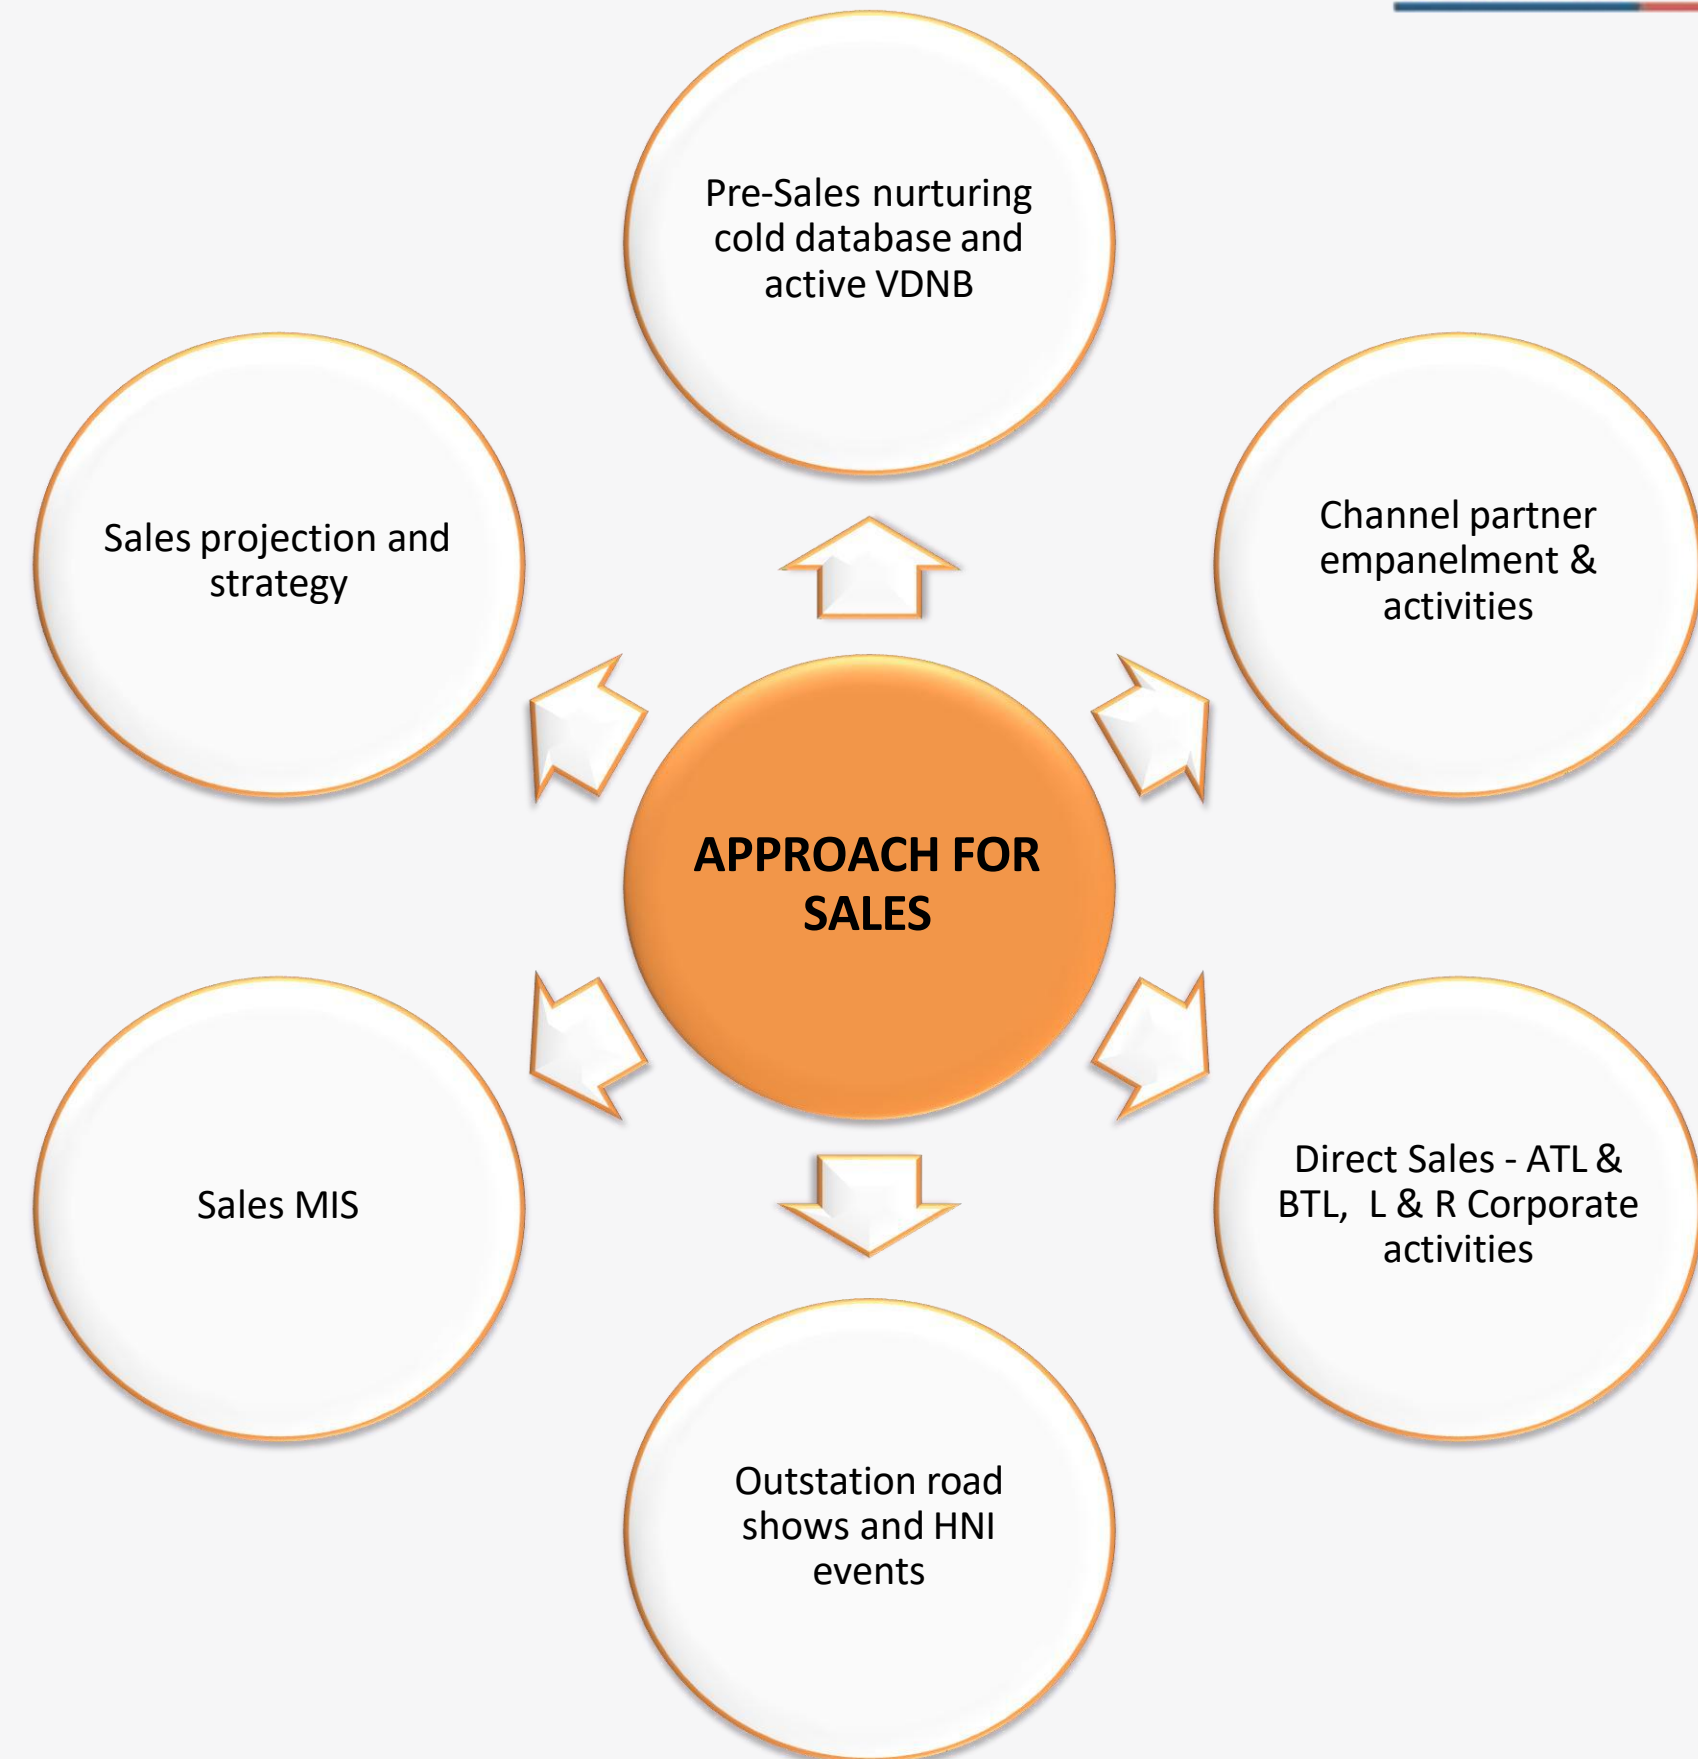 Pre-Sales nurturing
cold database and
active VDNB
Channel partner
empanelment &
activities
Sales projection and
strategy
APPROACH FOR
SALES
Direct Sales - ATL &
BTL,  L & R Corporate
activities
Sales MIS
Outstation road
shows and HNI
events